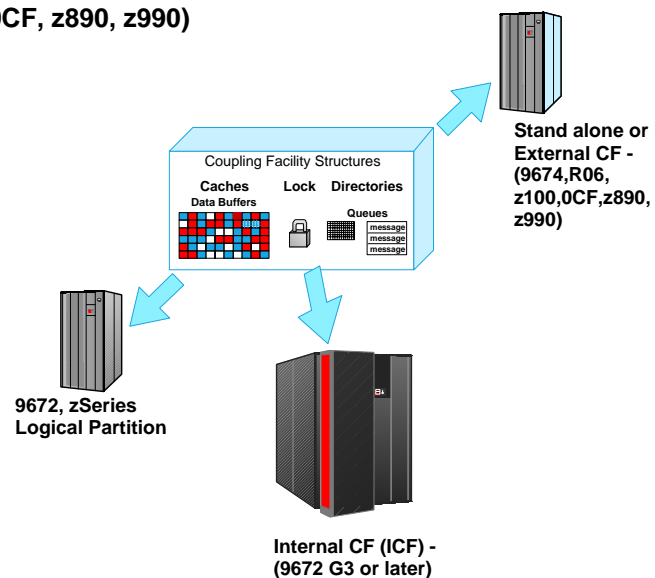 CF, z890, z990)
Stand alone or
External CF -
(9674,R06,
z100,0CF,z890,
z990)
Coupling Facility Structures
Caches Lock Directories
Data Buffers
Queues
message
message
message
9672, zSeries
Logical Partition
Internal CF (ICF) -
(9672 G3 or later)